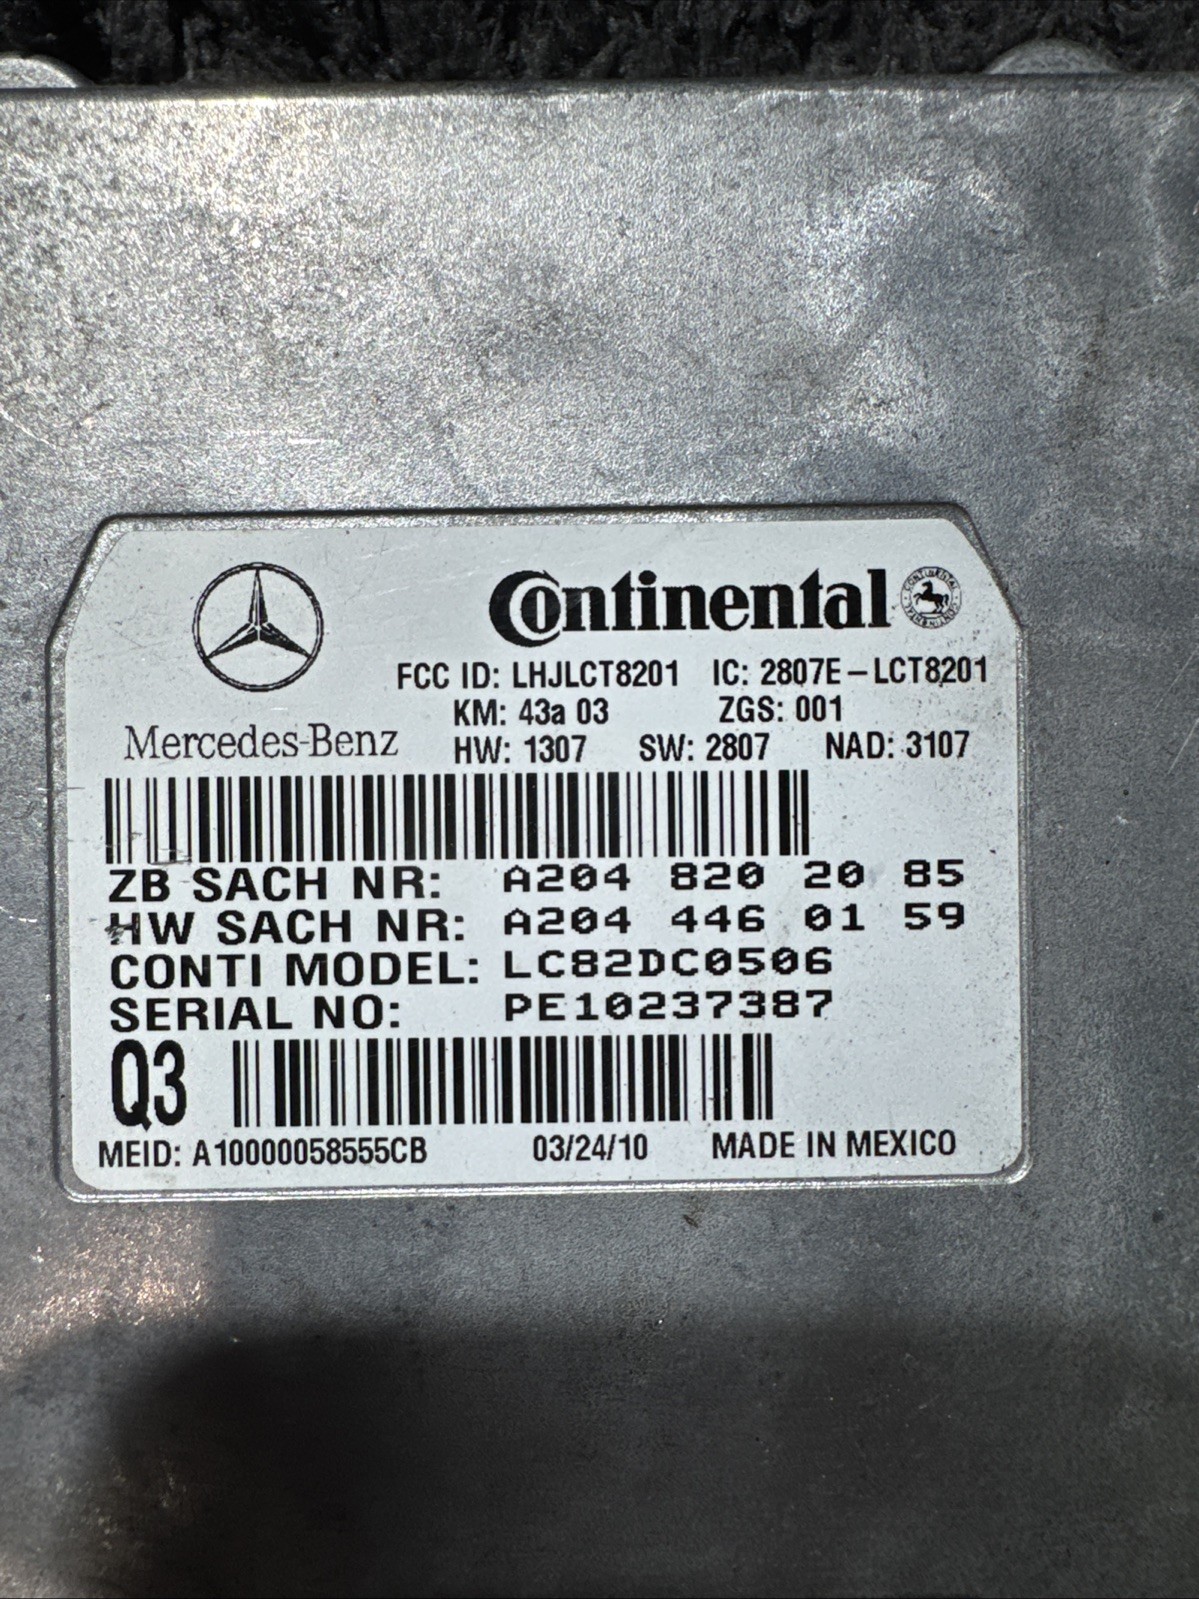 Continental
FCC ID: LHJLCT8201 IC: 2807E-LCT8201
KM: 43a 03 ZGS: 001
Mercedes-Benz
HW: 1307 SW: 2807 NAD: 3107
ZB SACH NR: A204 820 20 85
HW SACH NR: A204 446 01 59
CONTI MODEL: LC82DC0506
SERIAL NO: PE10237387
Q3
MEID: A10000058555CB 03/24/10 MADE IN MEXICO